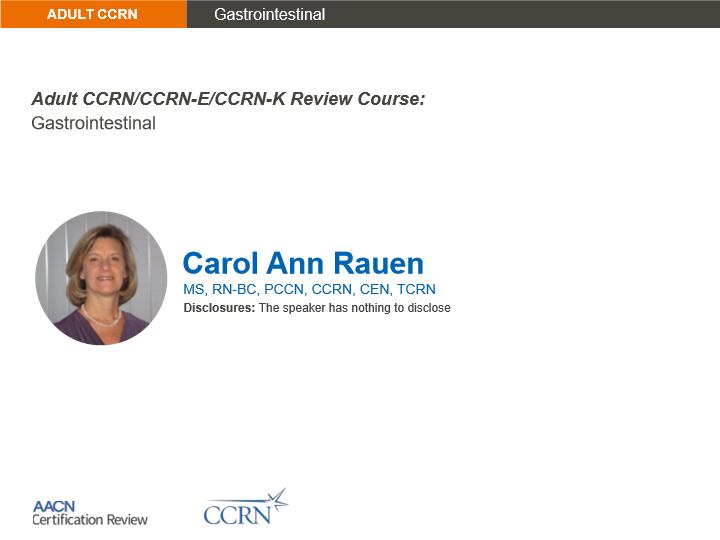 ADULT CCRN
Gastrointestinal
Adult CCRN/CCRN-E/CCRN-K Review Course:
Gastrointestinal
Carol Ann Rauen
MS, RN-BC, PCCN, CCRN, CEN, TCRN
Disclosures: The speaker has nothing to disclose
AACN
Certification Review
CCRN